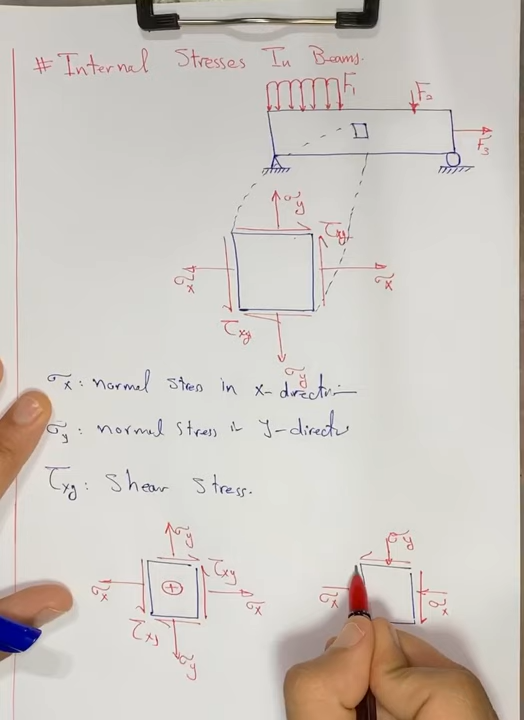 # Internal Stresses In Beams.
F₁
F₂
F₃
σy
τxy
σx
σx
τxy
σy
σx: normal stress in x-direction
σy: normal stress in y-direction
τxy: Shear stress.
σy
σy
τxy
σx
σx
σx
σx
τxy
σy